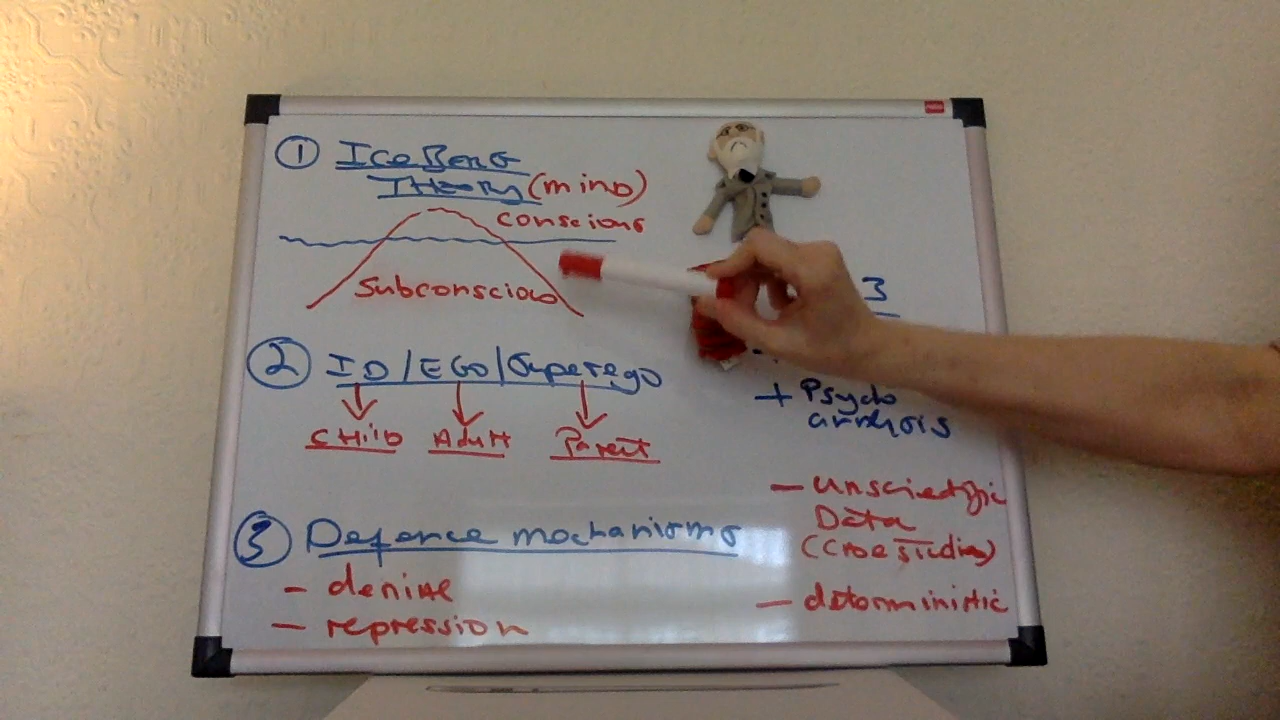 ① IceBerg
Theory (mind)
conscious
Subconscious
② ID/EGO/Superego
Child Adult Parent
③ Defence mechanisms
- denial
- repression
3
+
+ Psycho
analysis
- unscientific
Data
(Case Studies)
- deterministic